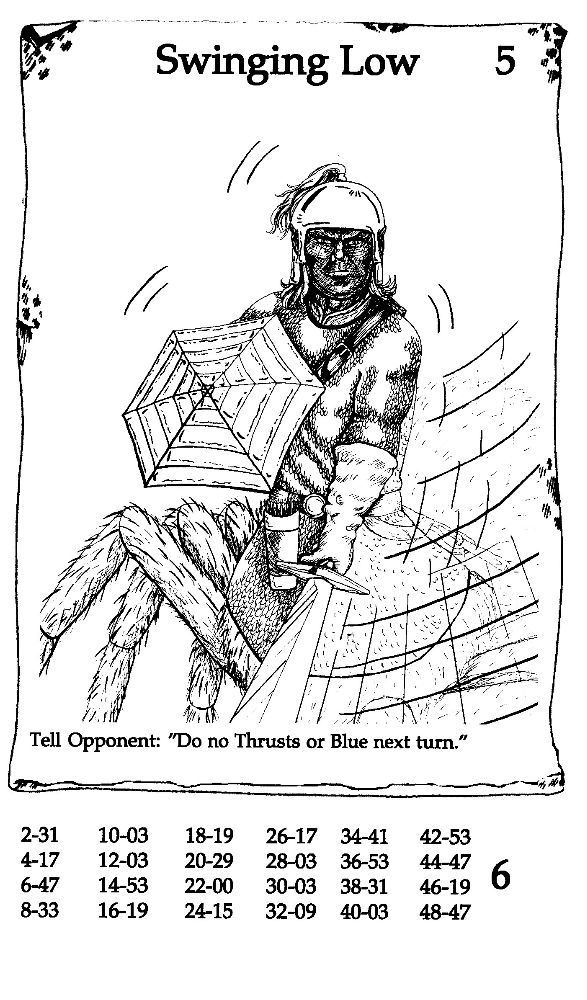 Swinging Low 5
Tell Opponent: "Do no Thrusts or Blue next turn."
2-31 10-03 18-19 26-17 34-41 42-53
4-17 12-03 20-29 28-03 36-53 44-47
6-47 14-53 22-00 30-03 38-31 46-19
8-33 16-19 24-15 32-09 40-03 48-47
6